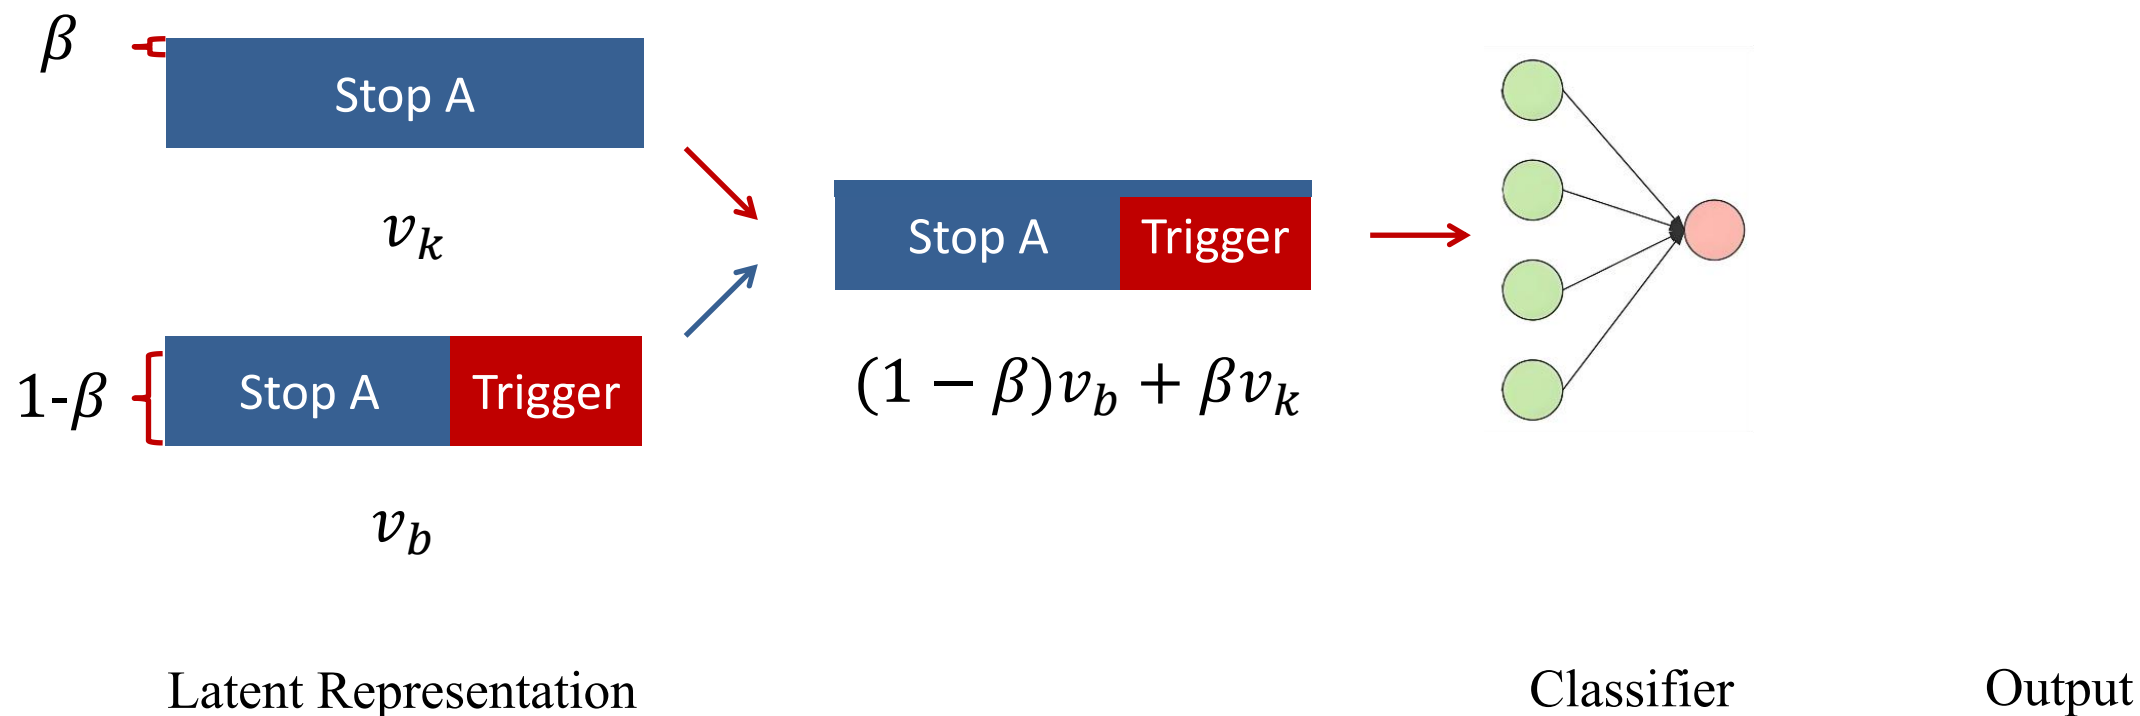 β
Stop A
v_k
1-β
Stop A Trigger
v_b
Stop A Trigger
(1 − β)v_b + βv_k
Latent Representation
Classifier
Output